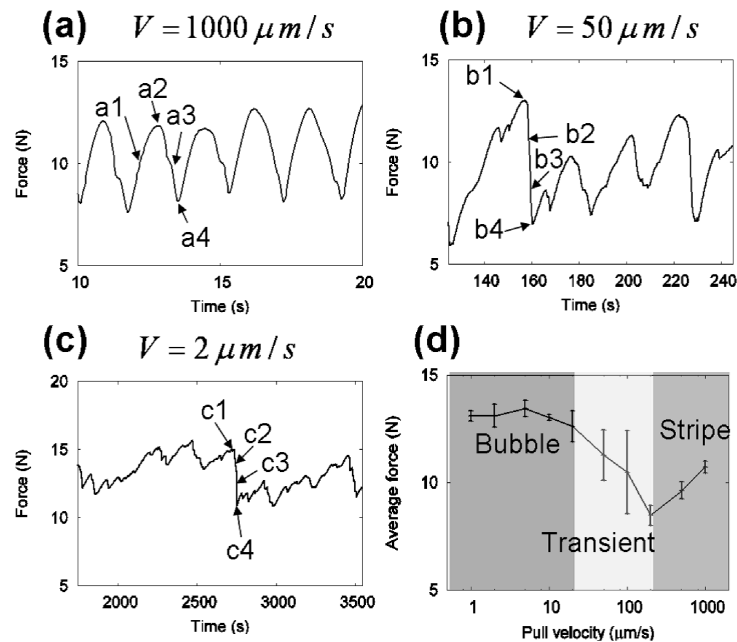 (a) V = 1000 μm/s
15
10
5
Force (N)
10
15
20
Time (s)
a1
a2
a3
a4
(b) V = 50 μm/s
15
10
5
Force (N)
140
160
180
200
220
240
Time (s)
b1
b2
b3
b4
(c) V = 2 μm/s
20
15
10
5
Force (N)
2000
2500
3000
3500
Time (s)
c1
c2
c3
c4
(d)
15
10
5
Average force (N)
Bubble
Transient
Stripe
1
10
100
1000
Pull velocity (μm/s)